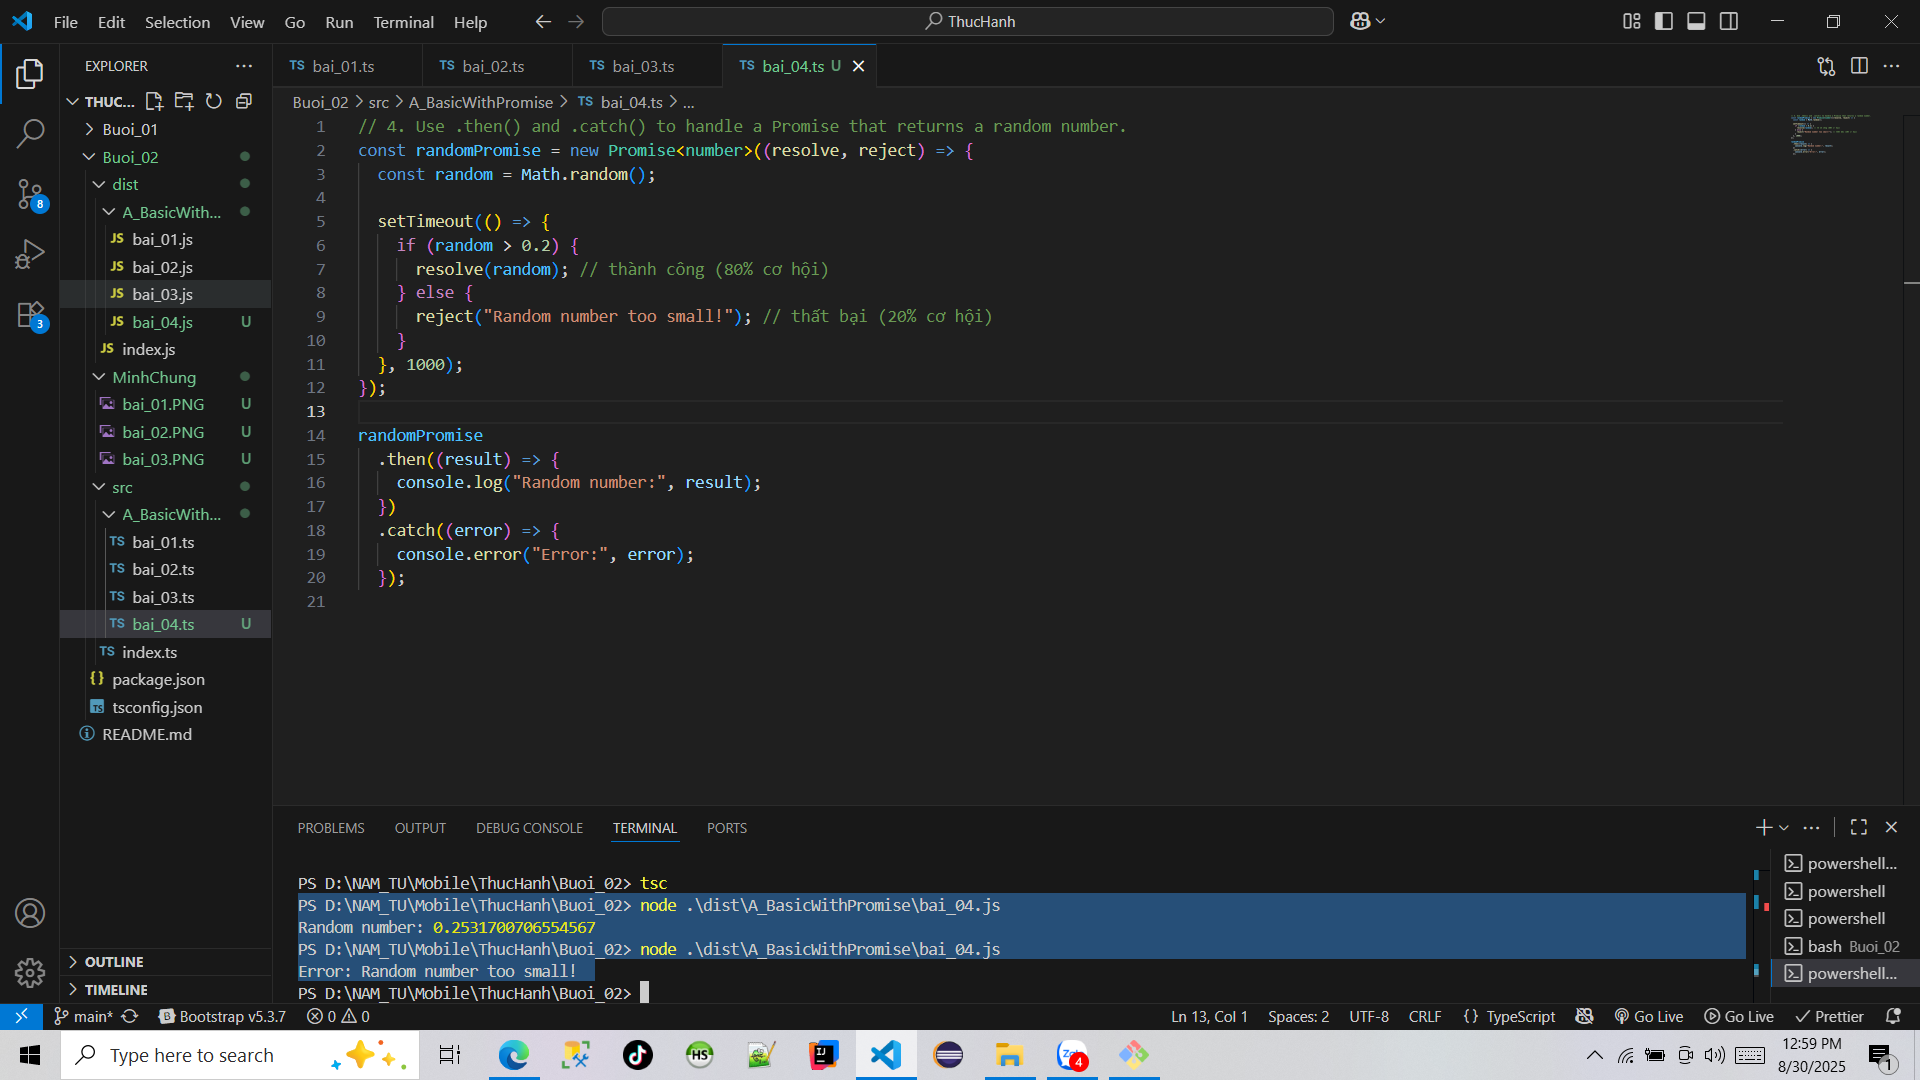 File Edit Selection View Go Run Terminal Help
ThucHanh
EXPLORER
THUC...
Buoi_01
Buoi_02
dist
A_BasicWith...
JS bai_01.js
JS bai_02.js
JS bai_03.js
JS bai_04.js U
JS index.js
MinhChung
bai_01.PNG U
bai_02.PNG U
bai_03.PNG U
src
A_BasicWith...
TS bai_01.ts
TS bai_02.ts
TS bai_03.ts
TS bai_04.ts U
TS index.ts
{} package.json
TS tsconfig.json
README.md
OUTLINE
TIMELINE
8
3
TS bai_01.ts TS bai_02.ts TS bai_03.ts TS bai_04.ts U
Buoi_02 > src > A_BasicWithPromise > TS bai_04.ts > ...
1 // 4. Use .then() and .catch() to handle a Promise that returns a random number.
2 const randomPromise = new Promise<number>((resolve, reject) => {
3 const random = Math.random();
4
5 setTimeout(() => {
6 if (random > 0.2) {
7 resolve(random); // thành công (80% cơ hội)
8 } else {
9 reject("Random number too small!"); // thất bại (20% cơ hội)
10 }
11 }, 1000);
12 });
13
14 randomPromise
15 .then((result) => {
16 console.log("Random number:", result);
17 })
18 .catch((error) => {
19 console.error("Error:", error);
20 });
21
PROBLEMS OUTPUT DEBUG CONSOLE TERMINAL PORTS
PS D:\NAM_TU\Mobile\ThucHanh\Buoi_02> tsc
PS D:\NAM_TU\Mobile\ThucHanh\Buoi_02> node .\dist\A_BasicWithPromise\bai_04.js
Random number: 0.2531700706554567
PS D:\NAM_TU\Mobile\ThucHanh\Buoi_02> node .\dist\A_BasicWithPromise\bai_04.js
Error: Random number too small!
PS D:\NAM_TU\Mobile\ThucHanh\Buoi_02>
powershell...
powershell
powershell
bash Buoi_02
powershell...
main* Bootstrap v5.3.7 0 0
Ln 13, Col 1 Spaces: 2 UTF-8 CRLF {} TypeScript Go Live Go Live Prettier
Type here to search
HS
IJ
4
12:59 PM
8/30/2025
1